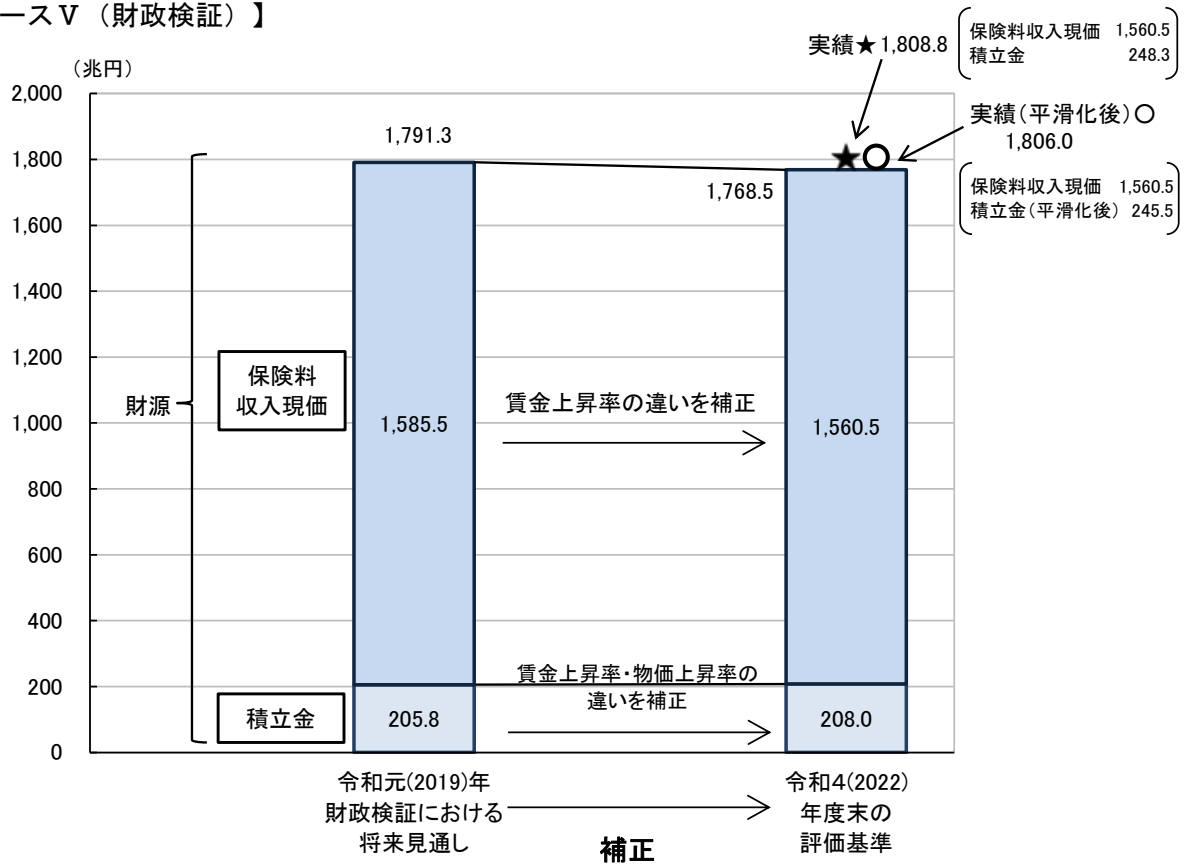 ースⅤ（財政検証）】
（兆円）
実績★1,808.8
保険料収入現価 1,560.5
積立金 248.3
実績（平滑化後）○
1,806.0
保険料収入現価 1,560.5
積立金（平滑化後） 245.5
2,000
1,800
1,600
1,400
1,200
1,000
800
600
400
200
0
1,791.3
1,768.5
財源
保険料
収入現価
1,585.5
賃金上昇率の違いを補正
1,560.5
積立金
205.8
賃金上昇率・物価上昇率の
違いを補正
208.0
令和元(2019)年
財政検証における
将来見通し
補正
令和4(2022)
年度末の
評価基準